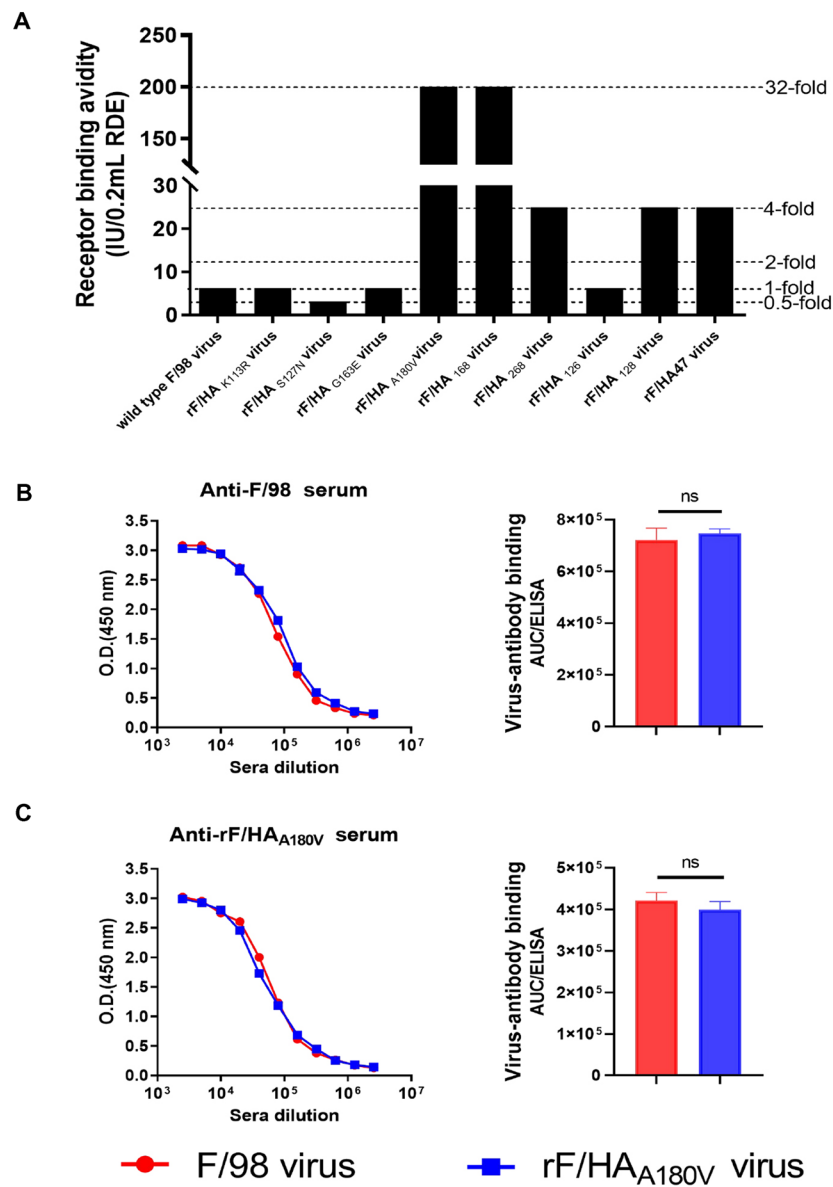 A
Receptor binding avidity
(IU/0.2mL RDE)
250
200
150
30
20
10
0
32-fold
4-fold
2-fold
1-fold
0.5-fold
wild type F/98 virus
rF/HA K113R virus
rF/HA S127N virus
rF/HA G163E virus
rF/HA A180V virus
rF/HA 168 virus
rF/HA 268 virus
rF/HA 126 virus
rF/HA 128 virus
rF/HA47 virus
B
Anti-F/98 serum
O.D.(450 nm)
3.5
3.0
2.5
2.0
1.5
1.0
0.5
0.0
10³ 10⁴ 10⁵ 10⁶ 10⁷
Sera dilution
Virus-antibody binding
AUC/ELISA
8×10⁵
6×10⁵
4×10⁵
2×10⁵
0
ns
C
Anti-rF/HAA180V serum
O.D.(450 nm)
3.5
3.0
2.5
2.0
1.5
1.0
0.5
0.0
10³ 10⁴ 10⁵ 10⁶ 10⁷
Sera dilution
Virus-antibody binding
AUC/ELISA
5×10⁵
4×10⁵
3×10⁵
2×10⁵
1×10⁵
0
ns
F/98 virus
rF/HAA180V virus